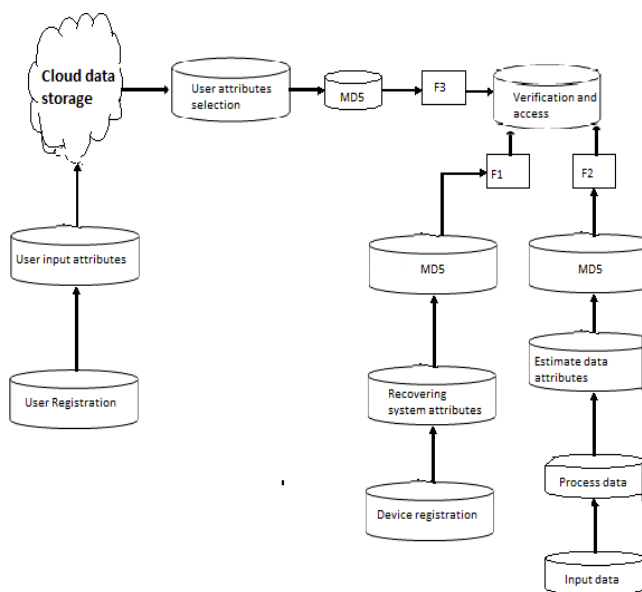 Cloud data
storage
User attributes
selection
MD5
F3
Verification and
access
F1
F2
User input attributes
MD5
MD5
Estimate data
attributes
User Registration
Recovering
system attributes
Process data
Device registration
Input data